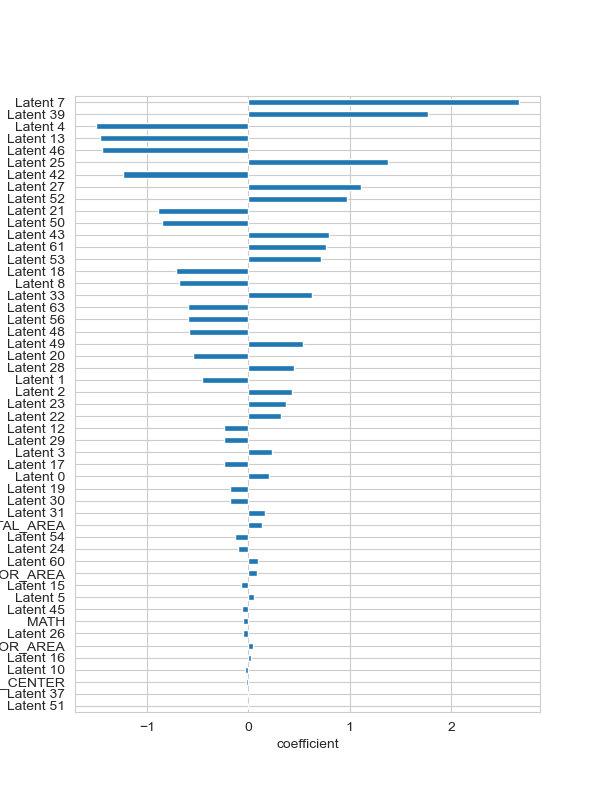 Latent 7
Latent 39
Latent 4
Latent 13
Latent 46
Latent 25
Latent 42
Latent 27
Latent 52
Latent 21
Latent 50
Latent 43
Latent 61
Latent 53
Latent 18
Latent 8
Latent 33
Latent 63
Latent 56
Latent 48
Latent 49
Latent 20
Latent 28
Latent 1
Latent 2
Latent 23
Latent 22
Latent 12
Latent 29
Latent 3
Latent 17
Latent 0
Latent 19
Latent 30
Latent 31
TAL_AREA
Latent 54
Latent 24
Latent 60
OR_AREA
Latent 15
Latent 5
Latent 45
MATH
Latent 26
OR_AREA
Latent 16
Latent 10
_CENTER
Latent 37
Latent 51
−1 0 1 2
coefficient